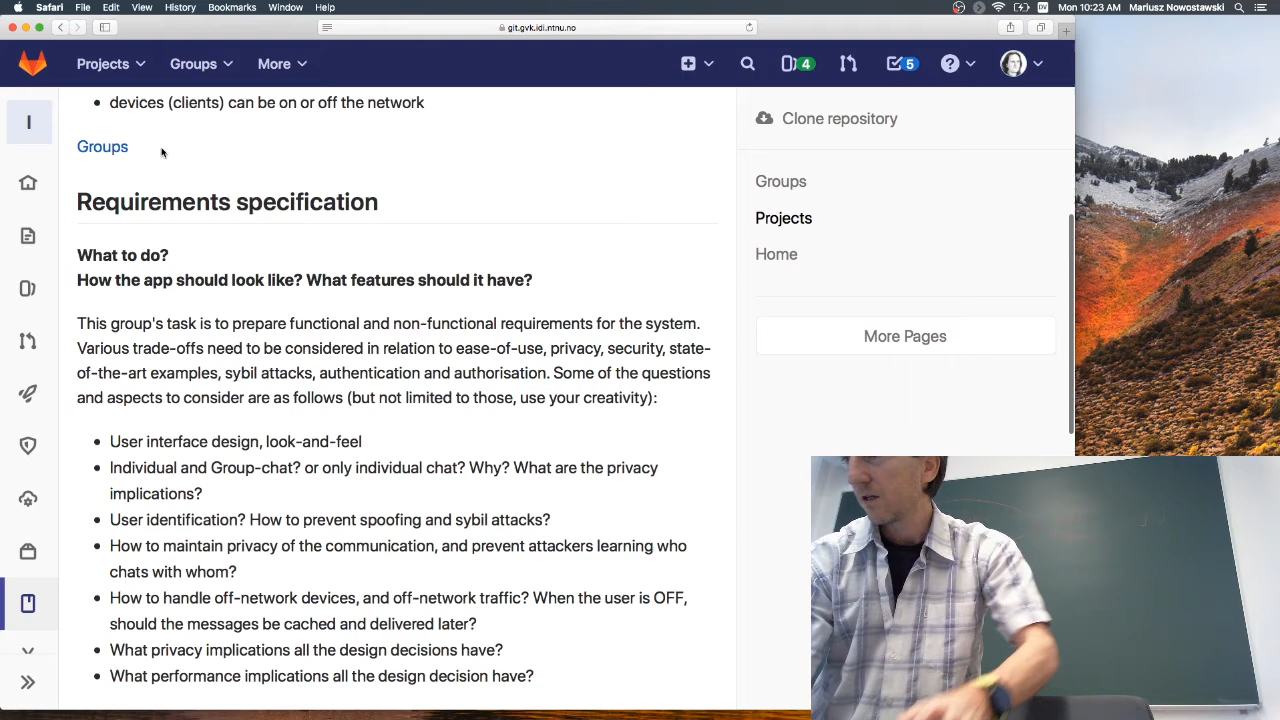 Safari File Edit View History Bookmarks Window Help
Mon 10:23 AM Mariusz Nowostawski
git.gvk.idi.ntnu.no
Projects Groups More
4 5
I
devices (clients) can be on or off the network
Groups
Requirements specification
What to do?
How the app should look like? What features should it have?
This group's task is to prepare functional and non-functional requirements for the system.
Various trade-offs need to be considered in relation to ease-of-use, privacy, security, state-
of-the-art examples, sybil attacks, authentication and authorisation. Some of the questions
and aspects to consider are as follows (but not limited to those, use your creativity):
User interface design, look-and-feel
Individual and Group-chat? or only individual chat? Why? What are the privacy
implications?
User identification? How to prevent spoofing and sybil attacks?
How to maintain privacy of the communication, and prevent attackers learning who
chats with whom?
How to handle off-network devices, and off-network traffic? When the user is OFF,
should the messages be cached and delivered later?
What privacy implications all the design decisions have?
What performance implications all the design decision have?
Clone repository
Groups
Projects
Home
More Pages